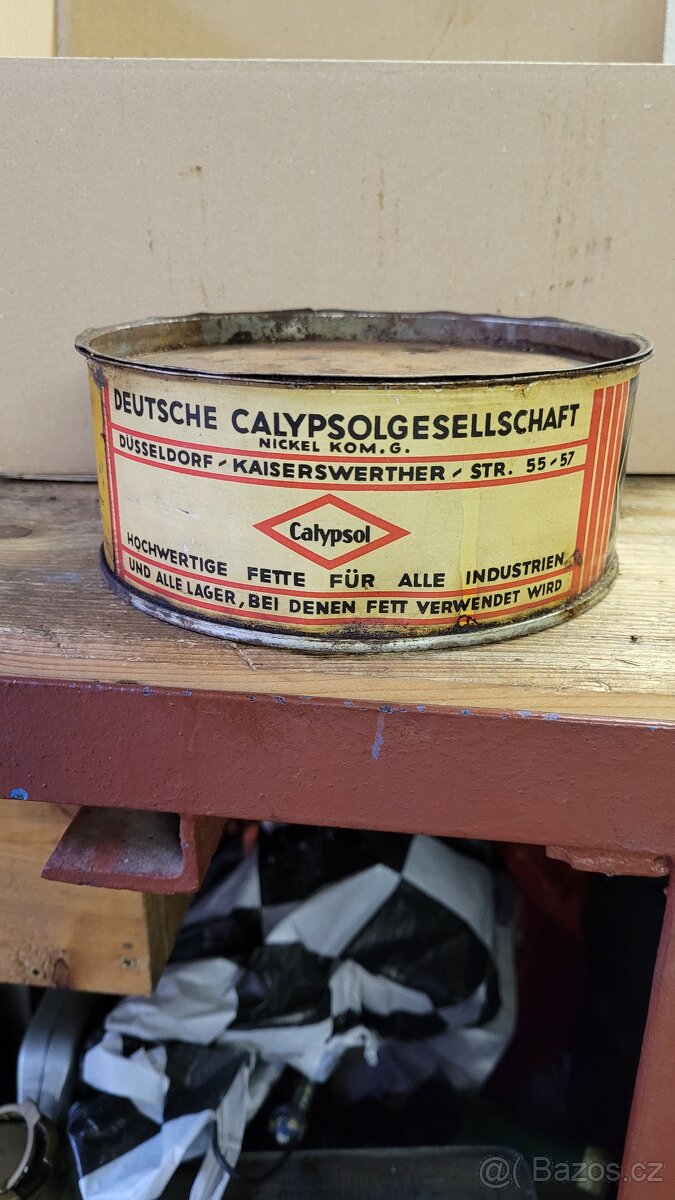 DEUTSCHE CALYPSOLGESELLSCHAFT
NICKEL KOM.G.
DÜSSELDORF - KAISERSWERTHER - STR. 55-57
Calypsol
HOCHWERTIGE FETTE FÜR ALLE INDUSTRIEN
UND ALLE LAGER, BEI DENEN FETT VERWENDET WIRD
@ Bazos.cz